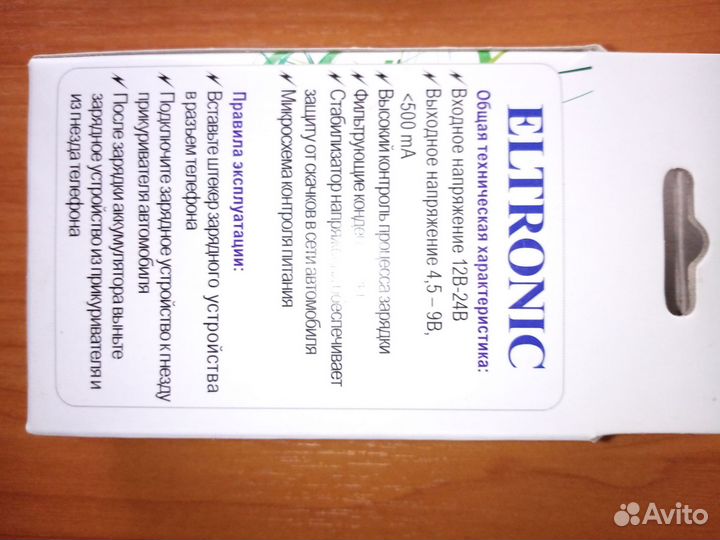 ELTRONIC
Общая техническая характеристика:
Входное напряжение 12В-24В
Выходное напряжение 4,5 – 9В,
<500 mA
Высокий контроль процесса зарядки
Фильтрующие
Стабилизатор обеспечивает
защиту от скачков в сети автомобиля
Микросхема контроля питания
Правила эксплуатации:
Вставьте штекер зарядного устройства
в разъем телефона
Подключите зарядное устройство к гнезду
прикуривателя автомобиля
После зарядки аккумулятора выньте
зарядное устройство из прикуривателя и
из гнезда телефона
Avito